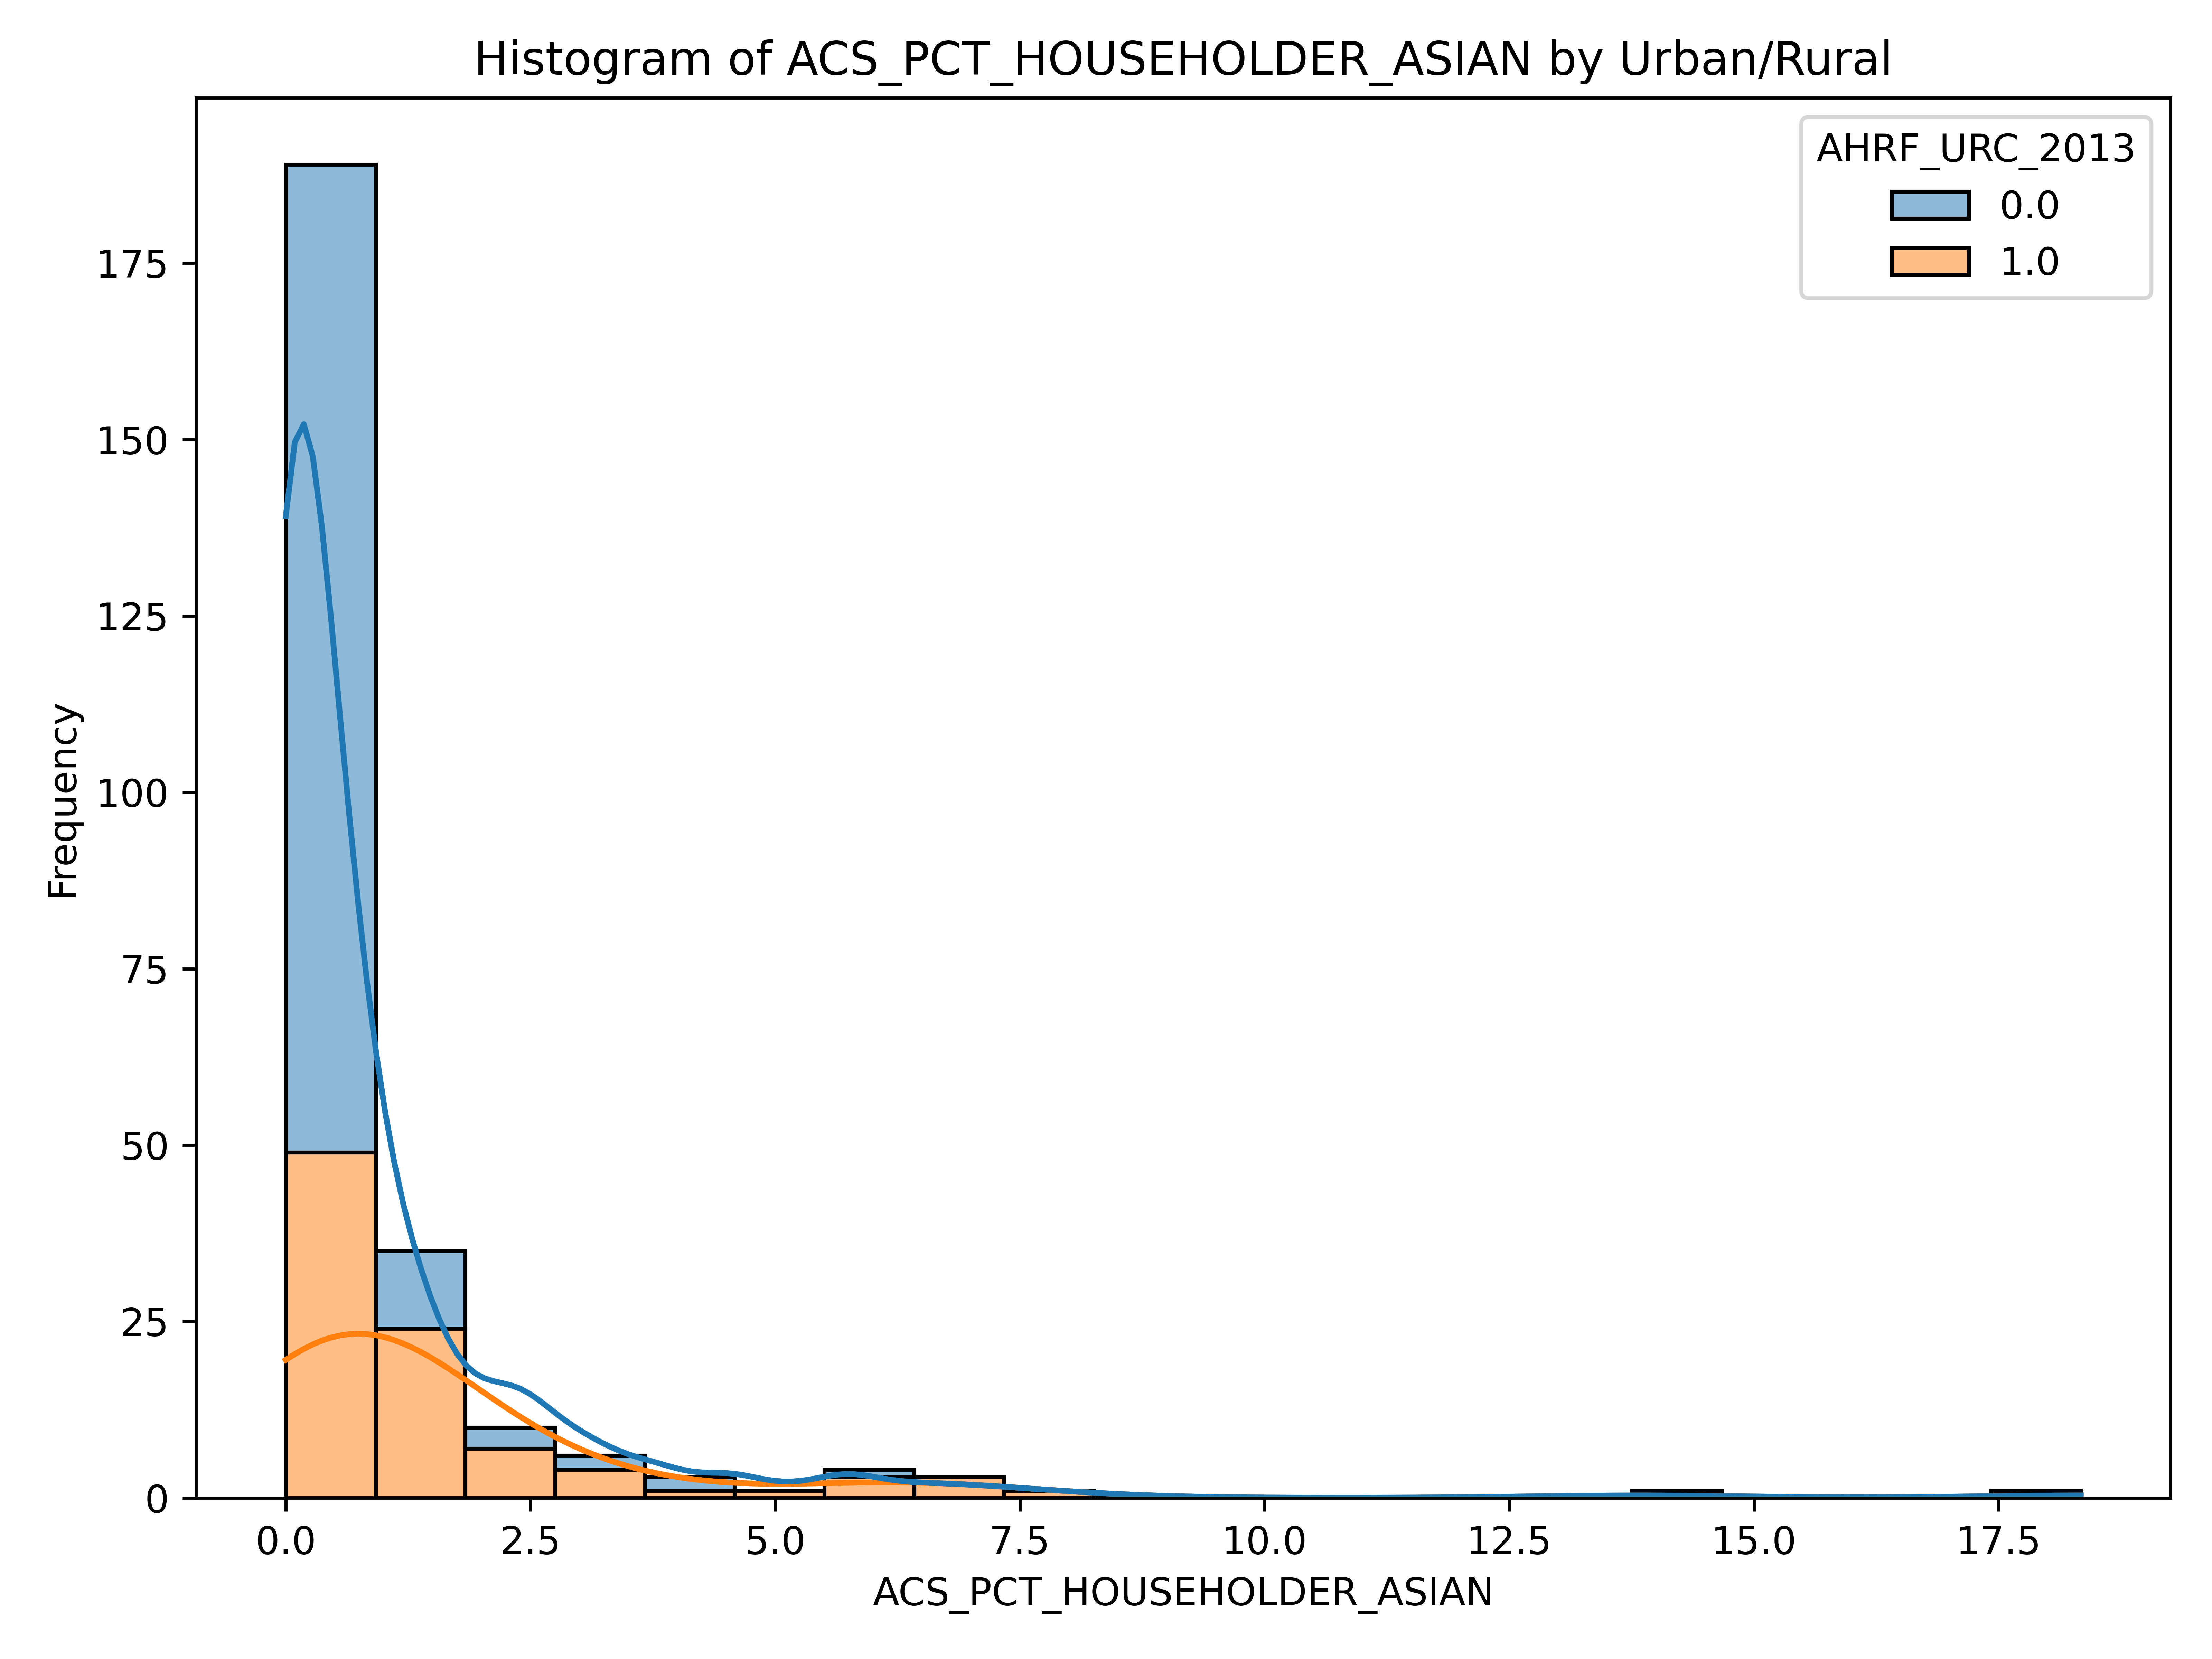 Histogram of ACS_PCT_HOUSEHOLDER_ASIAN by Urban/Rural
AHRF_URC_2013
0.0
1.0
Frequency
175
150
125
100
75
50
25
0
0.0 2.5 5.0 7.5 10.0 12.5 15.0 17.5
ACS_PCT_HOUSEHOLDER_ASIAN